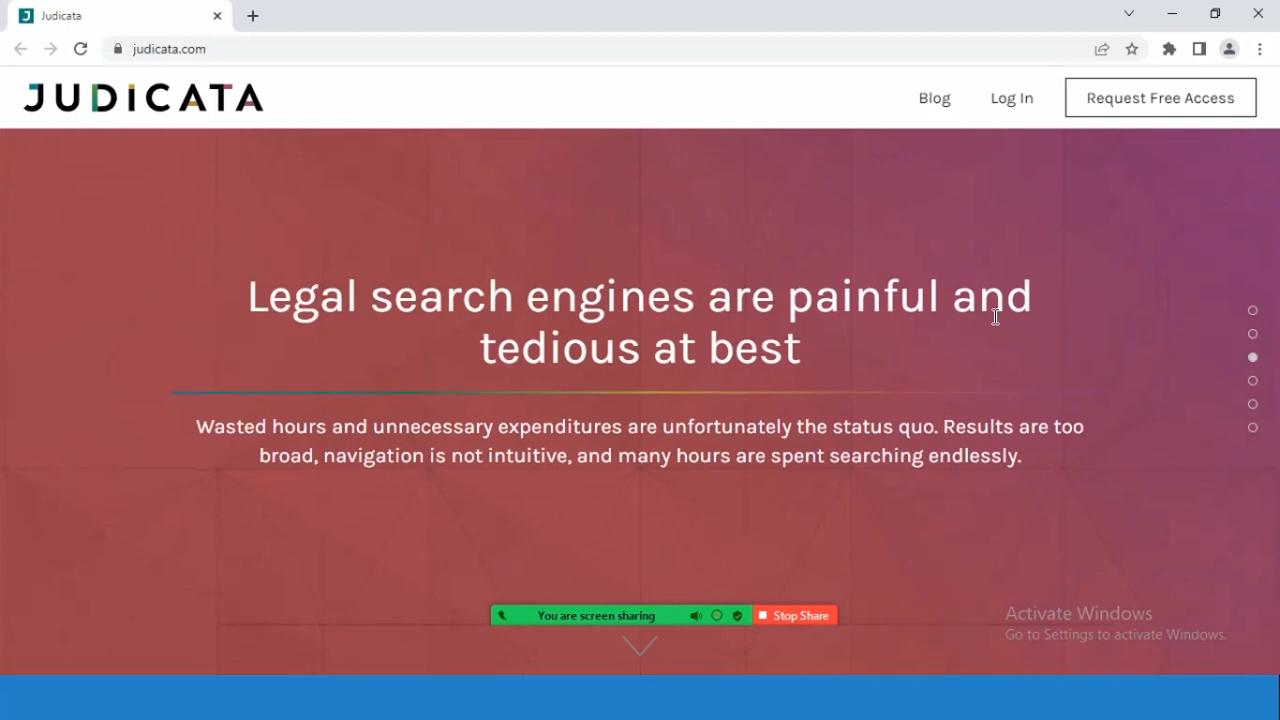 Judicata
judicata.com
JUDICATA
Blog
Log In
Request Free Access
Legal search engines are painful and
tedious at best
Wasted hours and unnecessary expenditures are unfortunately the status quo. Results are too
broad, navigation is not intuitive, and many hours are spent searching endlessly.
You are screen sharing
Stop Share
Activate Windows
Go to Settings to activate Windows.